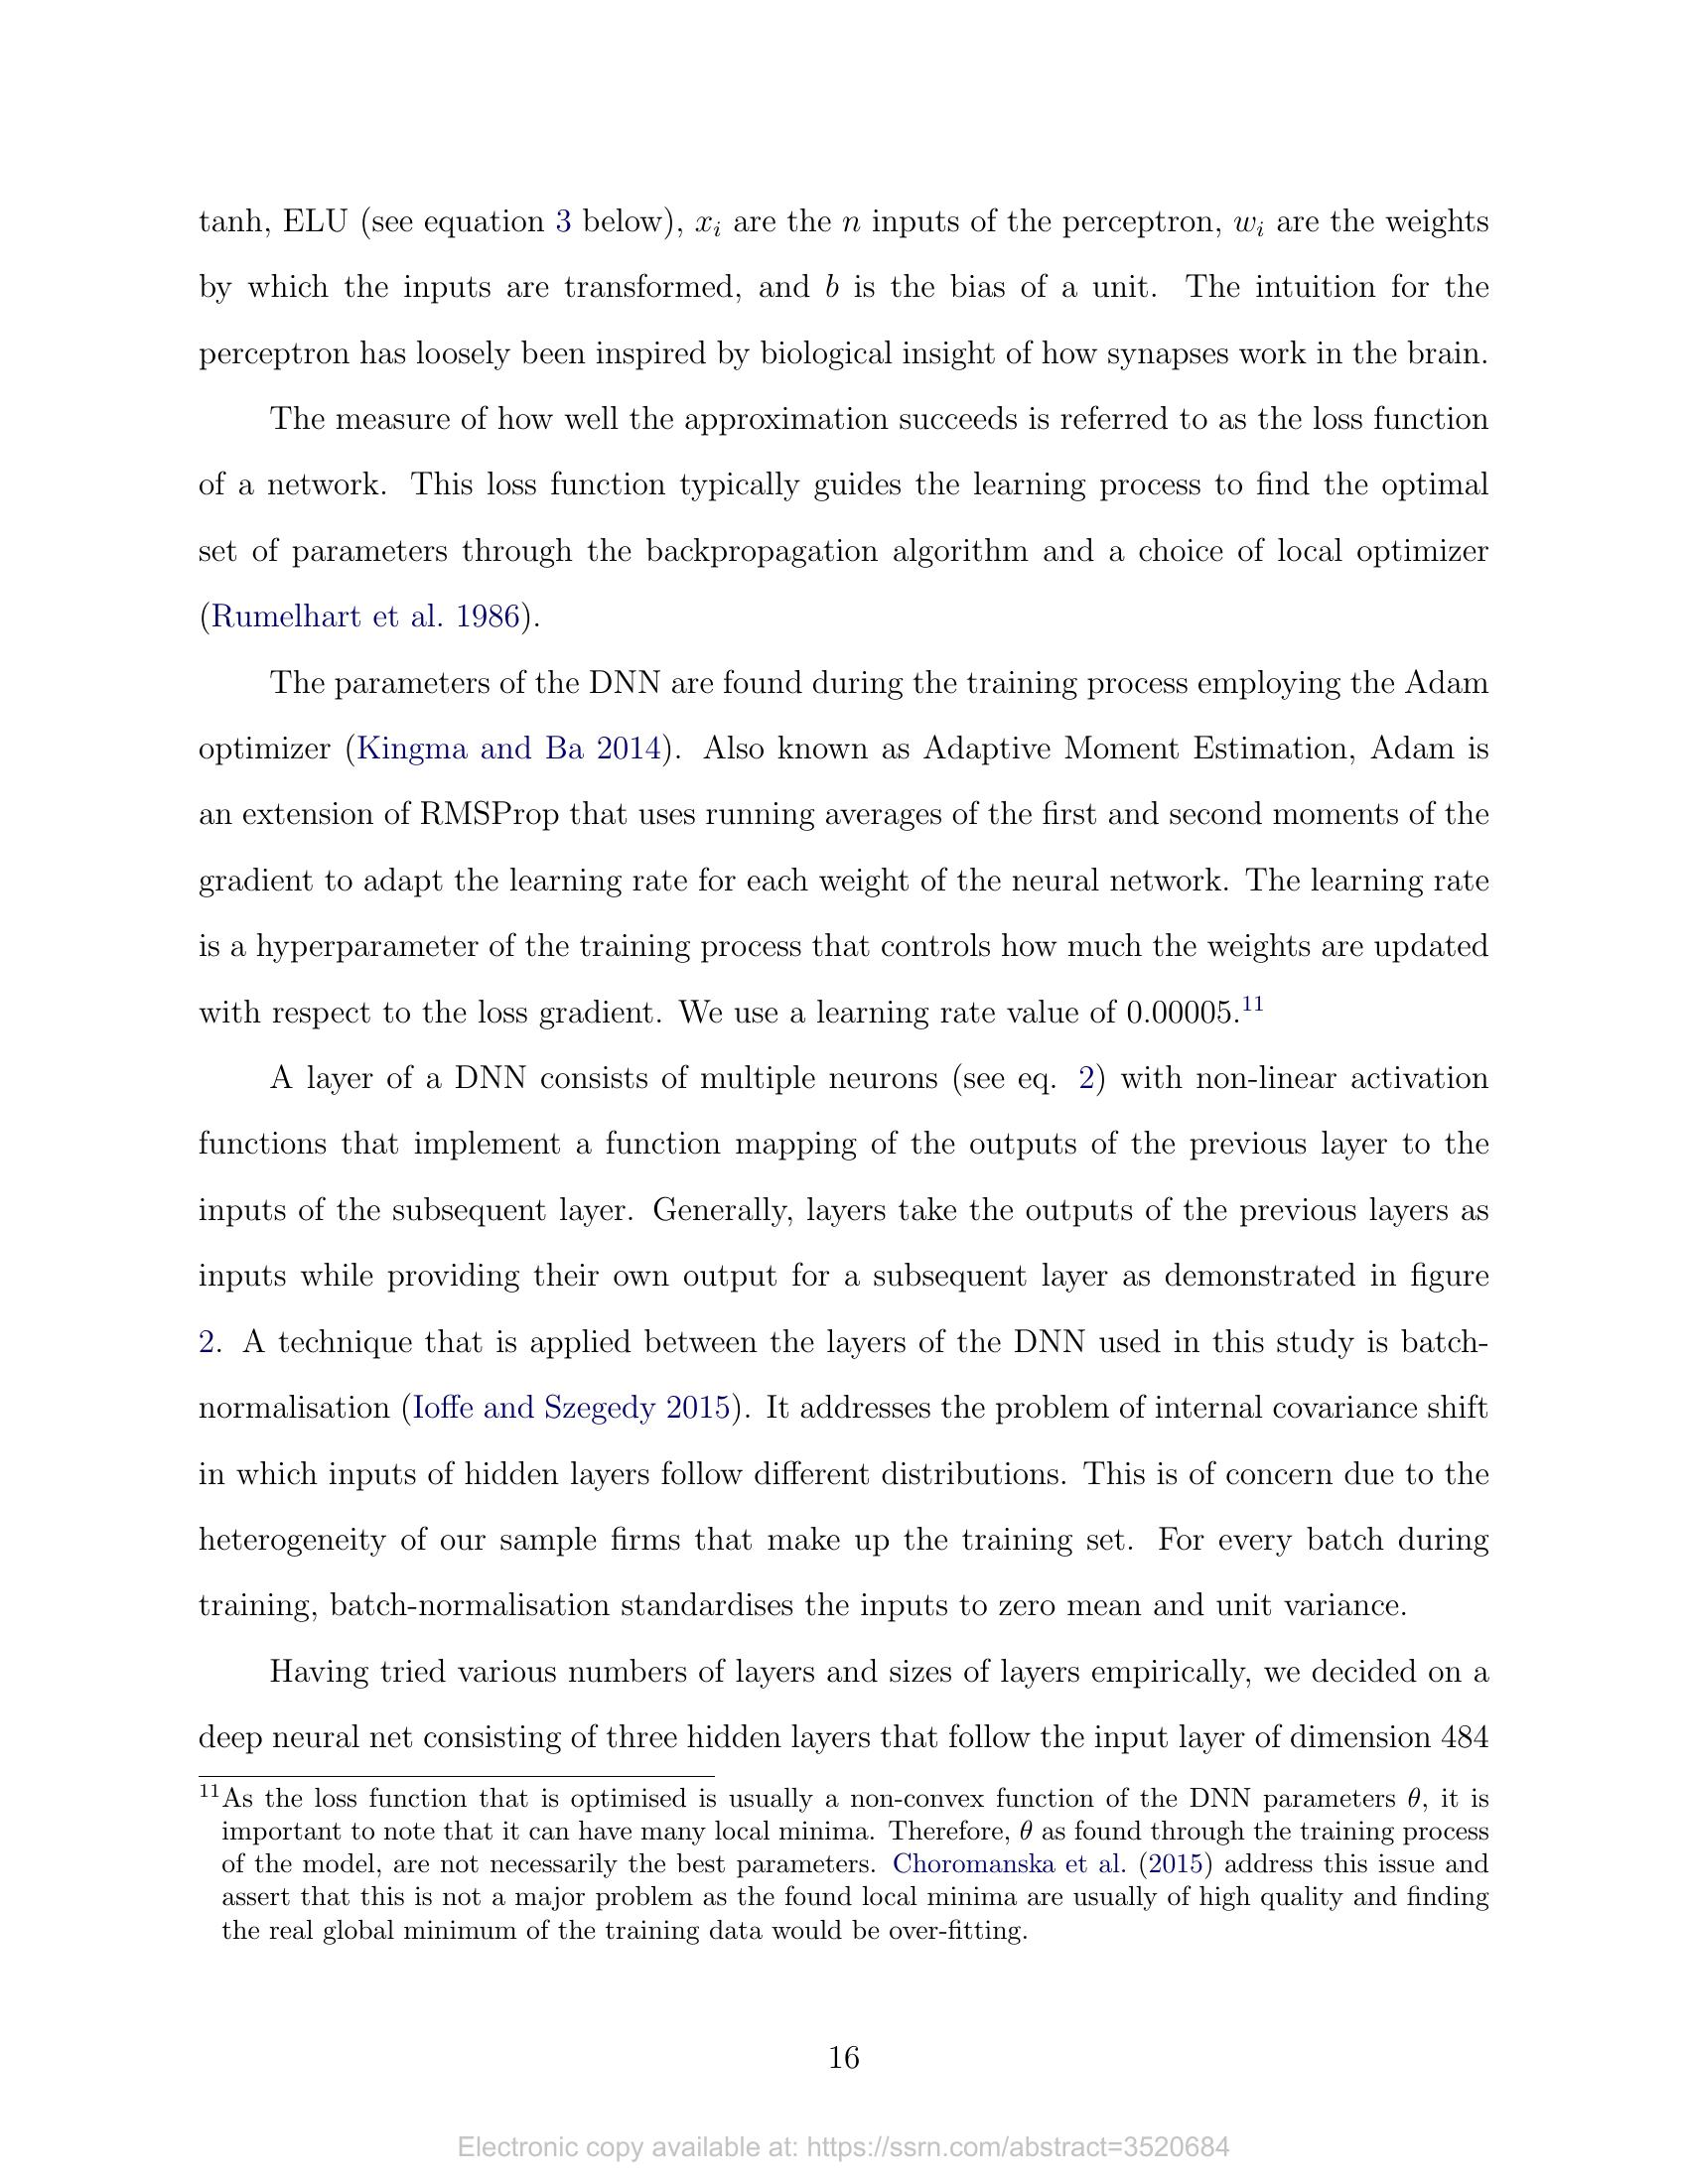 tanh, ELU (see equation 3 below), xᵢ are the n inputs of the perceptron, wᵢ are the weights
by which the inputs are transformed, and b is the bias of a unit. The intuition for the
perceptron has loosely been inspired by biological insight of how synapses work in the brain.
The measure of how well the approximation succeeds is referred to as the loss function
of a network. This loss function typically guides the learning process to find the optimal
set of parameters through the backpropagation algorithm and a choice of local optimizer
(Rumelhart et al. 1986).
The parameters of the DNN are found during the training process employing the Adam
optimizer (Kingma and Ba 2014). Also known as Adaptive Moment Estimation, Adam is
an extension of RMSProp that uses running averages of the first and second moments of the
gradient to adapt the learning rate for each weight of the neural network. The learning rate
is a hyperparameter of the training process that controls how much the weights are updated
with respect to the loss gradient. We use a learning rate value of 0.00005.¹¹
A layer of a DNN consists of multiple neurons (see eq. 2) with non-linear activation
functions that implement a function mapping of the outputs of the previous layer to the
inputs of the subsequent layer. Generally, layers take the outputs of the previous layers as
inputs while providing their own output for a subsequent layer as demonstrated in figure
2. A technique that is applied between the layers of the DNN used in this study is batch-
normalisation (Ioffe and Szegedy 2015). It addresses the problem of internal covariance shift
in which inputs of hidden layers follow different distributions. This is of concern due to the
heterogeneity of our sample firms that make up the training set. For every batch during
training, batch-normalisation standardises the inputs to zero mean and unit variance.
Having tried various numbers of layers and sizes of layers empirically, we decided on a
deep neural net consisting of three hidden layers that follow the input layer of dimension 484
¹¹As the loss function that is optimised is usually a non-convex function of the DNN parameters θ, it is
important to note that it can have many local minima. Therefore, θ as found through the training process
of the model, are not necessarily the best parameters. Choromanska et al. (2015) address this issue and
assert that this is not a major problem as the found local minima are usually of high quality and finding
the real global minimum of the training data would be over-fitting.
16
Electronic copy available at: https://ssrn.com/abstract=3520684